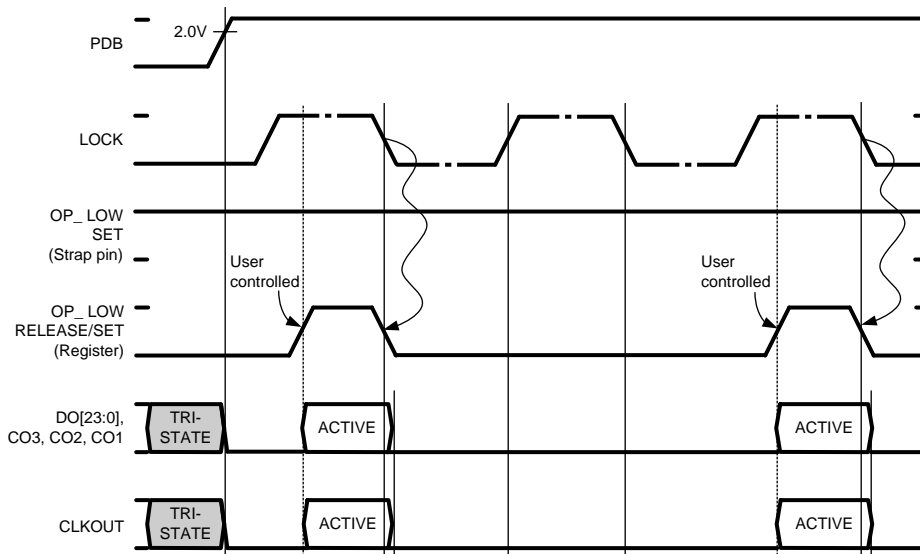 2.0V
PDB
LOCK
OP_ LOW
SET
(Strap pin)
User
controlled
User
controlled
OP_ LOW
RELEASE/SET
(Register)
DO[23:0],
CO3, CO2, CO1
TRI-
STATE
ACTIVE
ACTIVE
CLKOUT
TRI-
STATE
ACTIVE
ACTIVE